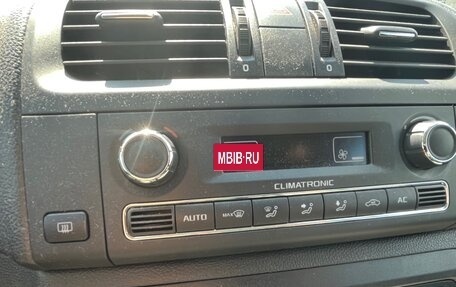 0
0
MBIB.RU
CLIMATRONIC
AUTO
MAX
AC